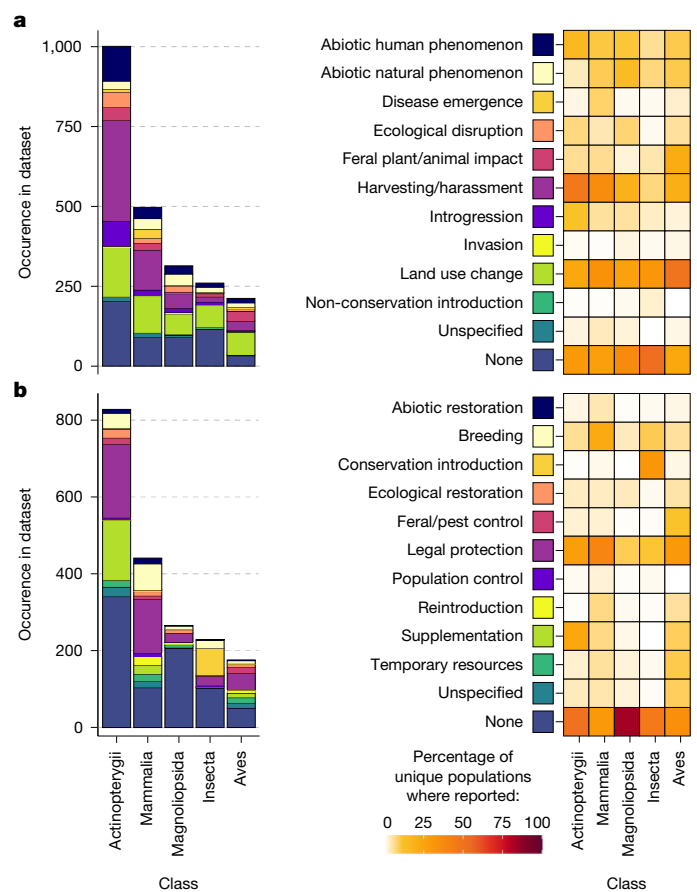 a
1,000
750
500
250
0
Occurence in dataset
Abiotic human phenomenon
Abiotic natural phenomenon
Disease emergence
Ecological disruption
Feral plant/animal impact
Harvesting/harassment
Introgression
Invasion
Land use change
Non-conservation introduction
Unspecified
None
b
800
600
400
200
0
Occurence in dataset
Actinopterygii
Mammalia
Magnoliopsida
Insecta
Aves
Class
Abiotic restoration
Breeding
Conservation introduction
Ecological restoration
Feral/pest control
Legal protection
Population control
Reintroduction
Supplementation
Temporary resources
Unspecified
None
Percentage of
unique populations
where reported:
0 25 50 75 100
Actinopterygii
Mammalia
Magnoliopsida
Insecta
Aves
Class